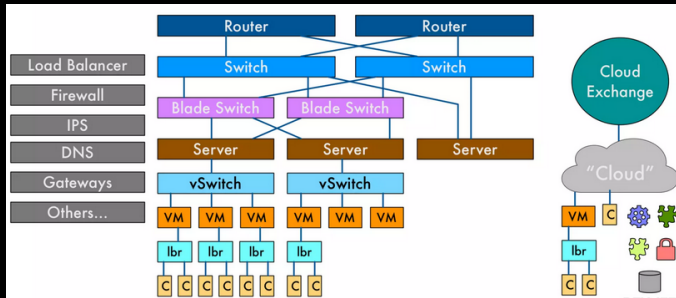 Router Router
Load Balancer Switch Switch Cloud
Exchange
Firewall Blade Switch Blade Switch
IPS
DNS Server Server Server "Cloud"
Gateways vSwitch vSwitch
Others... VM VM VM VM VM VM VM C
lbr lbr lbr lbr lbr
C C C C C C C C C C